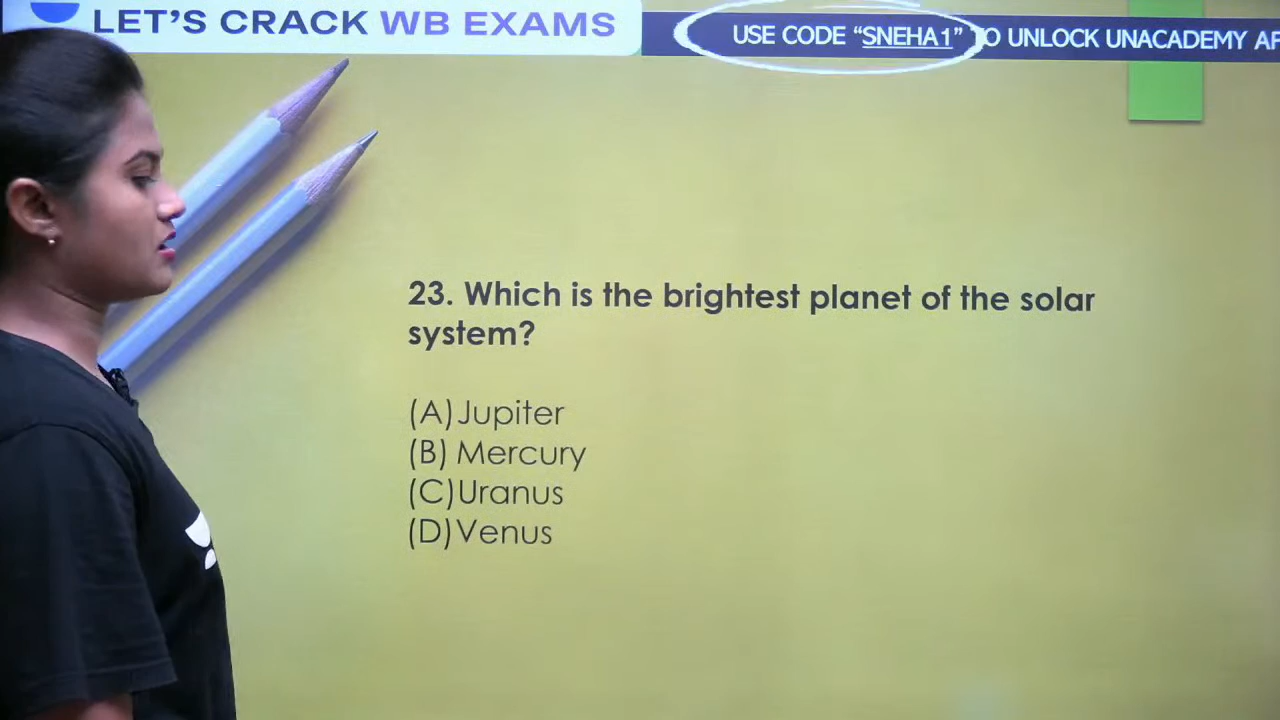 LET'S CRACK WB EXAMS
USE CODE “SNEHA1” TO UNLOCK UNACADEMY
23. Which is the brightest planet of the solar
system?
(A) Jupiter
(B) Mercury
(C) Uranus
(D) Venus